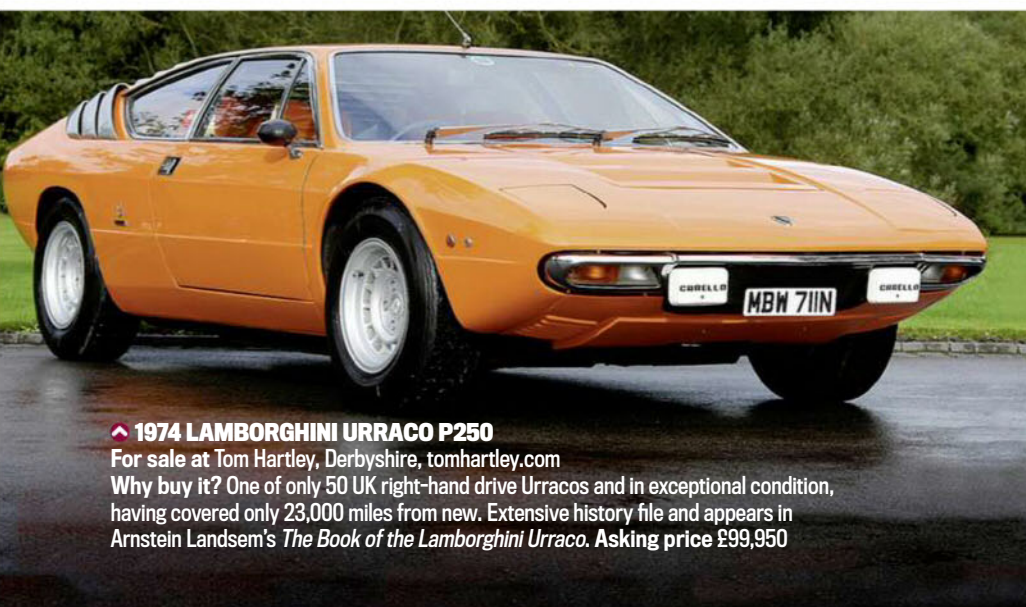 CARELLO
CARELLO
MBW 711N
1974 LAMBORGHINI URRACO P250
For sale at Tom Hartley, Derbyshire, tomhartley.com
Why buy it? One of only 50 UK right-hand drive Urracos and in exceptional condition,
having covered only 23,000 miles from new. Extensive history file and appears in
Arnstein Landsem’s The Book of the Lamborghini Urraco. Asking price £99,950